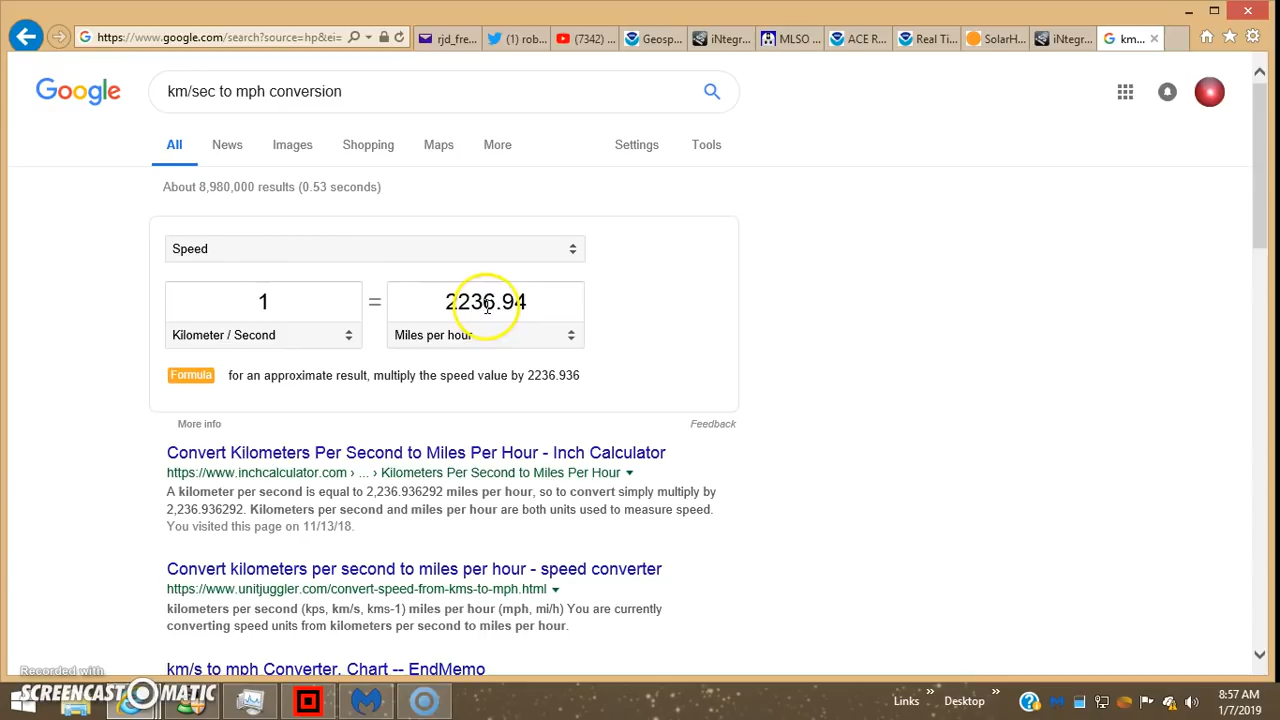 https://www.google.com/search?source=hp&ei=
rjd_fre...
(1) rob...
(7342) ...
Geosp...
iNtegr...
MLSO ...
ACE R...
Real Ti...
SolarH...
iNtegr...
km...
Google
km/sec to mph conversion
All
News
Images
Shopping
Maps
More
Settings
Tools
About 8,980,000 results (0.53 seconds)
Speed
1 = 2236.94
Kilometer / Second
Miles per hour
Formula for an approximate result, multiply the speed value by 2236.936
More info
Feedback
Convert Kilometers Per Second to Miles Per Hour - Inch Calculator
https://www.inchcalculator.com › ... › Kilometers Per Second to Miles Per Hour
A kilometer per second is equal to 2,236.936292 miles per hour, so to convert simply multiply by
2,236.936292. Kilometers per second and miles per hour are both units used to measure speed.
You visited this page on 11/13/18.
Convert kilometers per second to miles per hour - speed converter
https://www.unitjuggler.com/convert-speed-from-kms-to-mph.html
kilometers per second (kps, km/s, kms-1) miles per hour (mph, mi/h) You are currently
converting speed units from kilometers per second to miles per hour.
km/s to mph Converter, Chart -- EndMemo
Recorded with
SCREENCAST MATIC
Links »
Desktop »
8:57 AM
1/7/2019